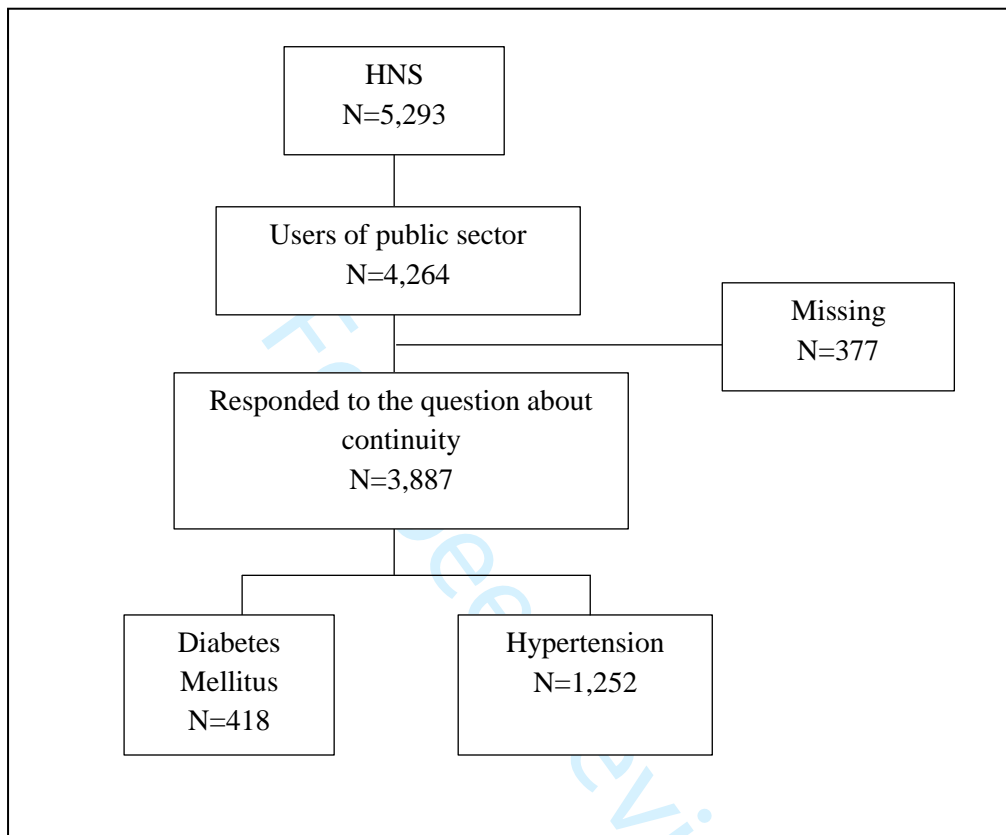 HNS
N=5,293
Users of public sector
N=4,264
Missing
N=377
Responded to the question about
continuity
N=3,887
Diabetes
Mellitus
N=418
Hypertension
N=1,252